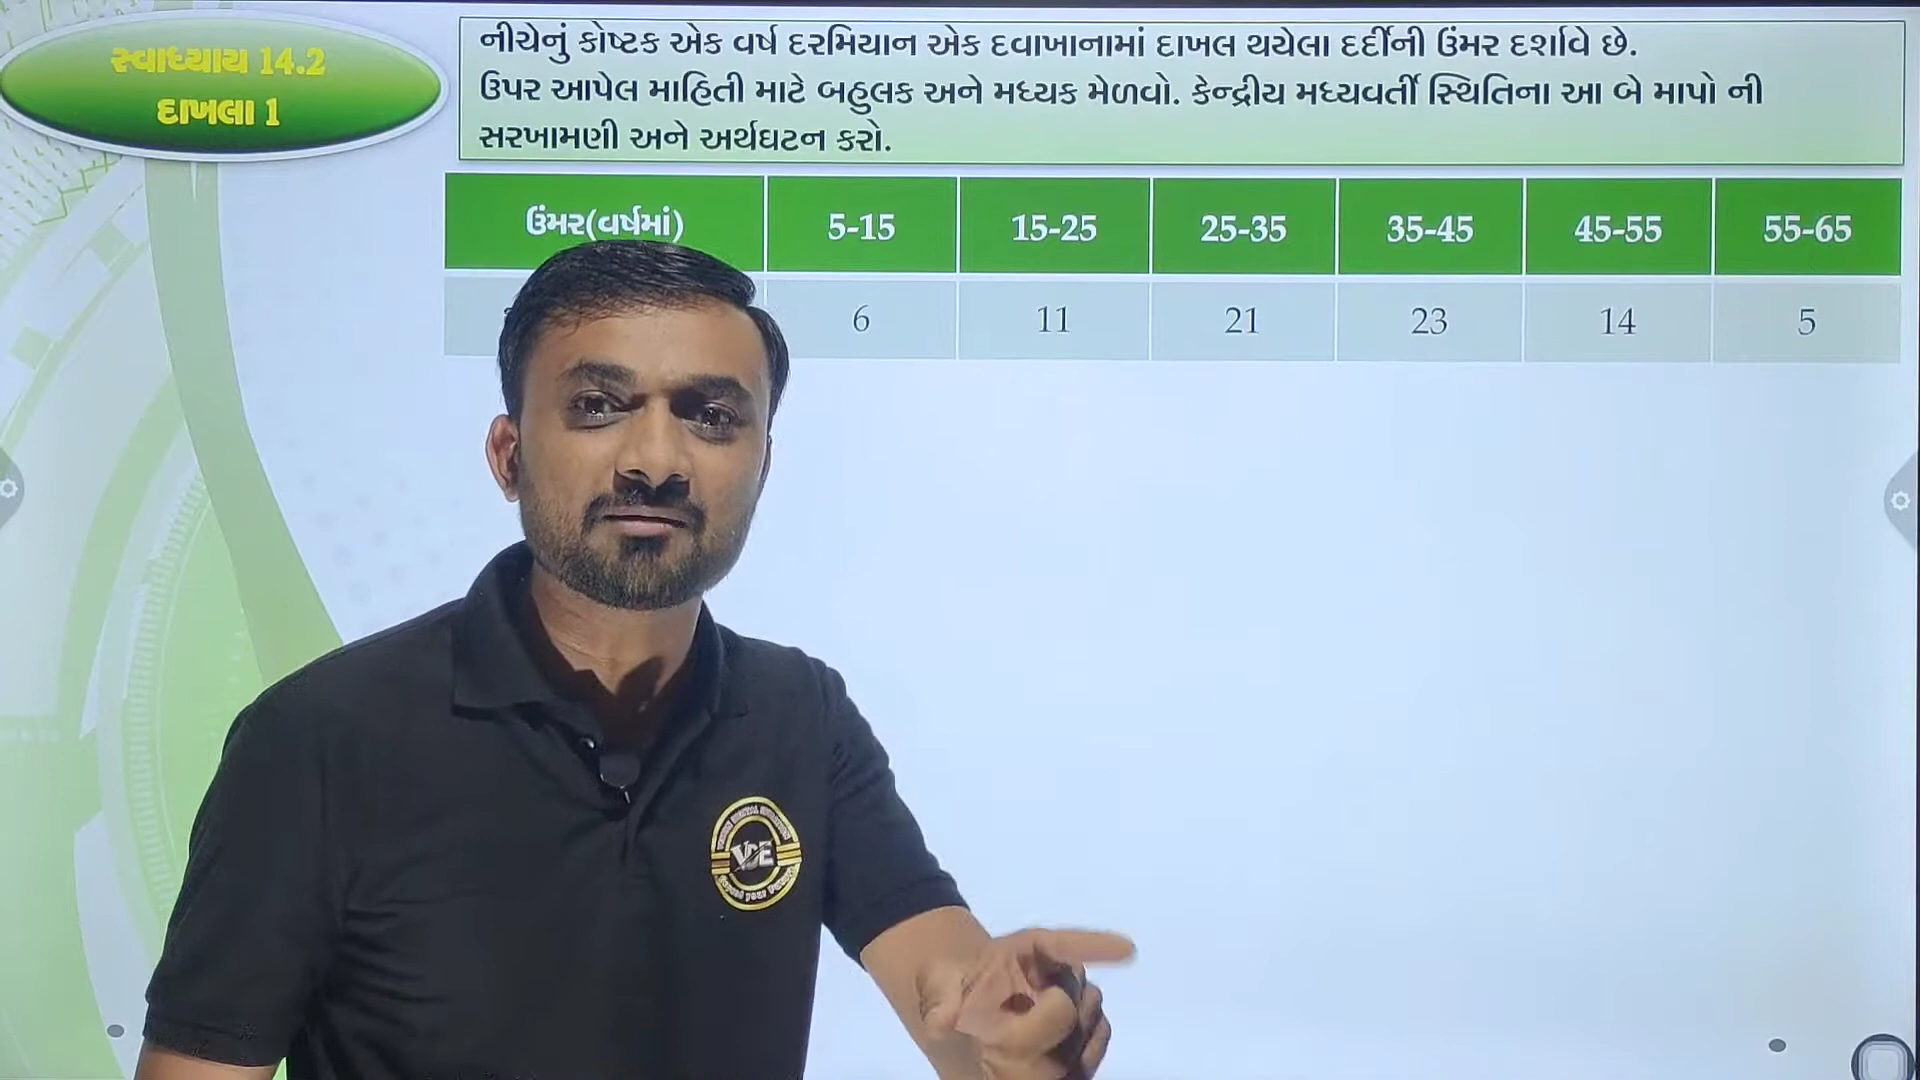 સ્વાધ્યાય 14.2
દાખલા 1
નીચેનું કોષ્ટક એક વર્ષ દરમિયાન એક દવાખાનામાં દાખલ થયેલા દર્દીની ઉંમર દર્શાવે છે.
ઉપર આપેલ માહિતી માટે બહુલક અને મધ્યક મેળવો. કેન્દ્રીય મધ્યવર્તી સ્થિતિના આ બે માપો ની
સરખામણી અને અર્થઘટન કરો.
ઉંમર(વર્ષમાં) 5-15 15-25 25-35 35-45 45-55 55-65
6 11 21 23 14 5
VDE